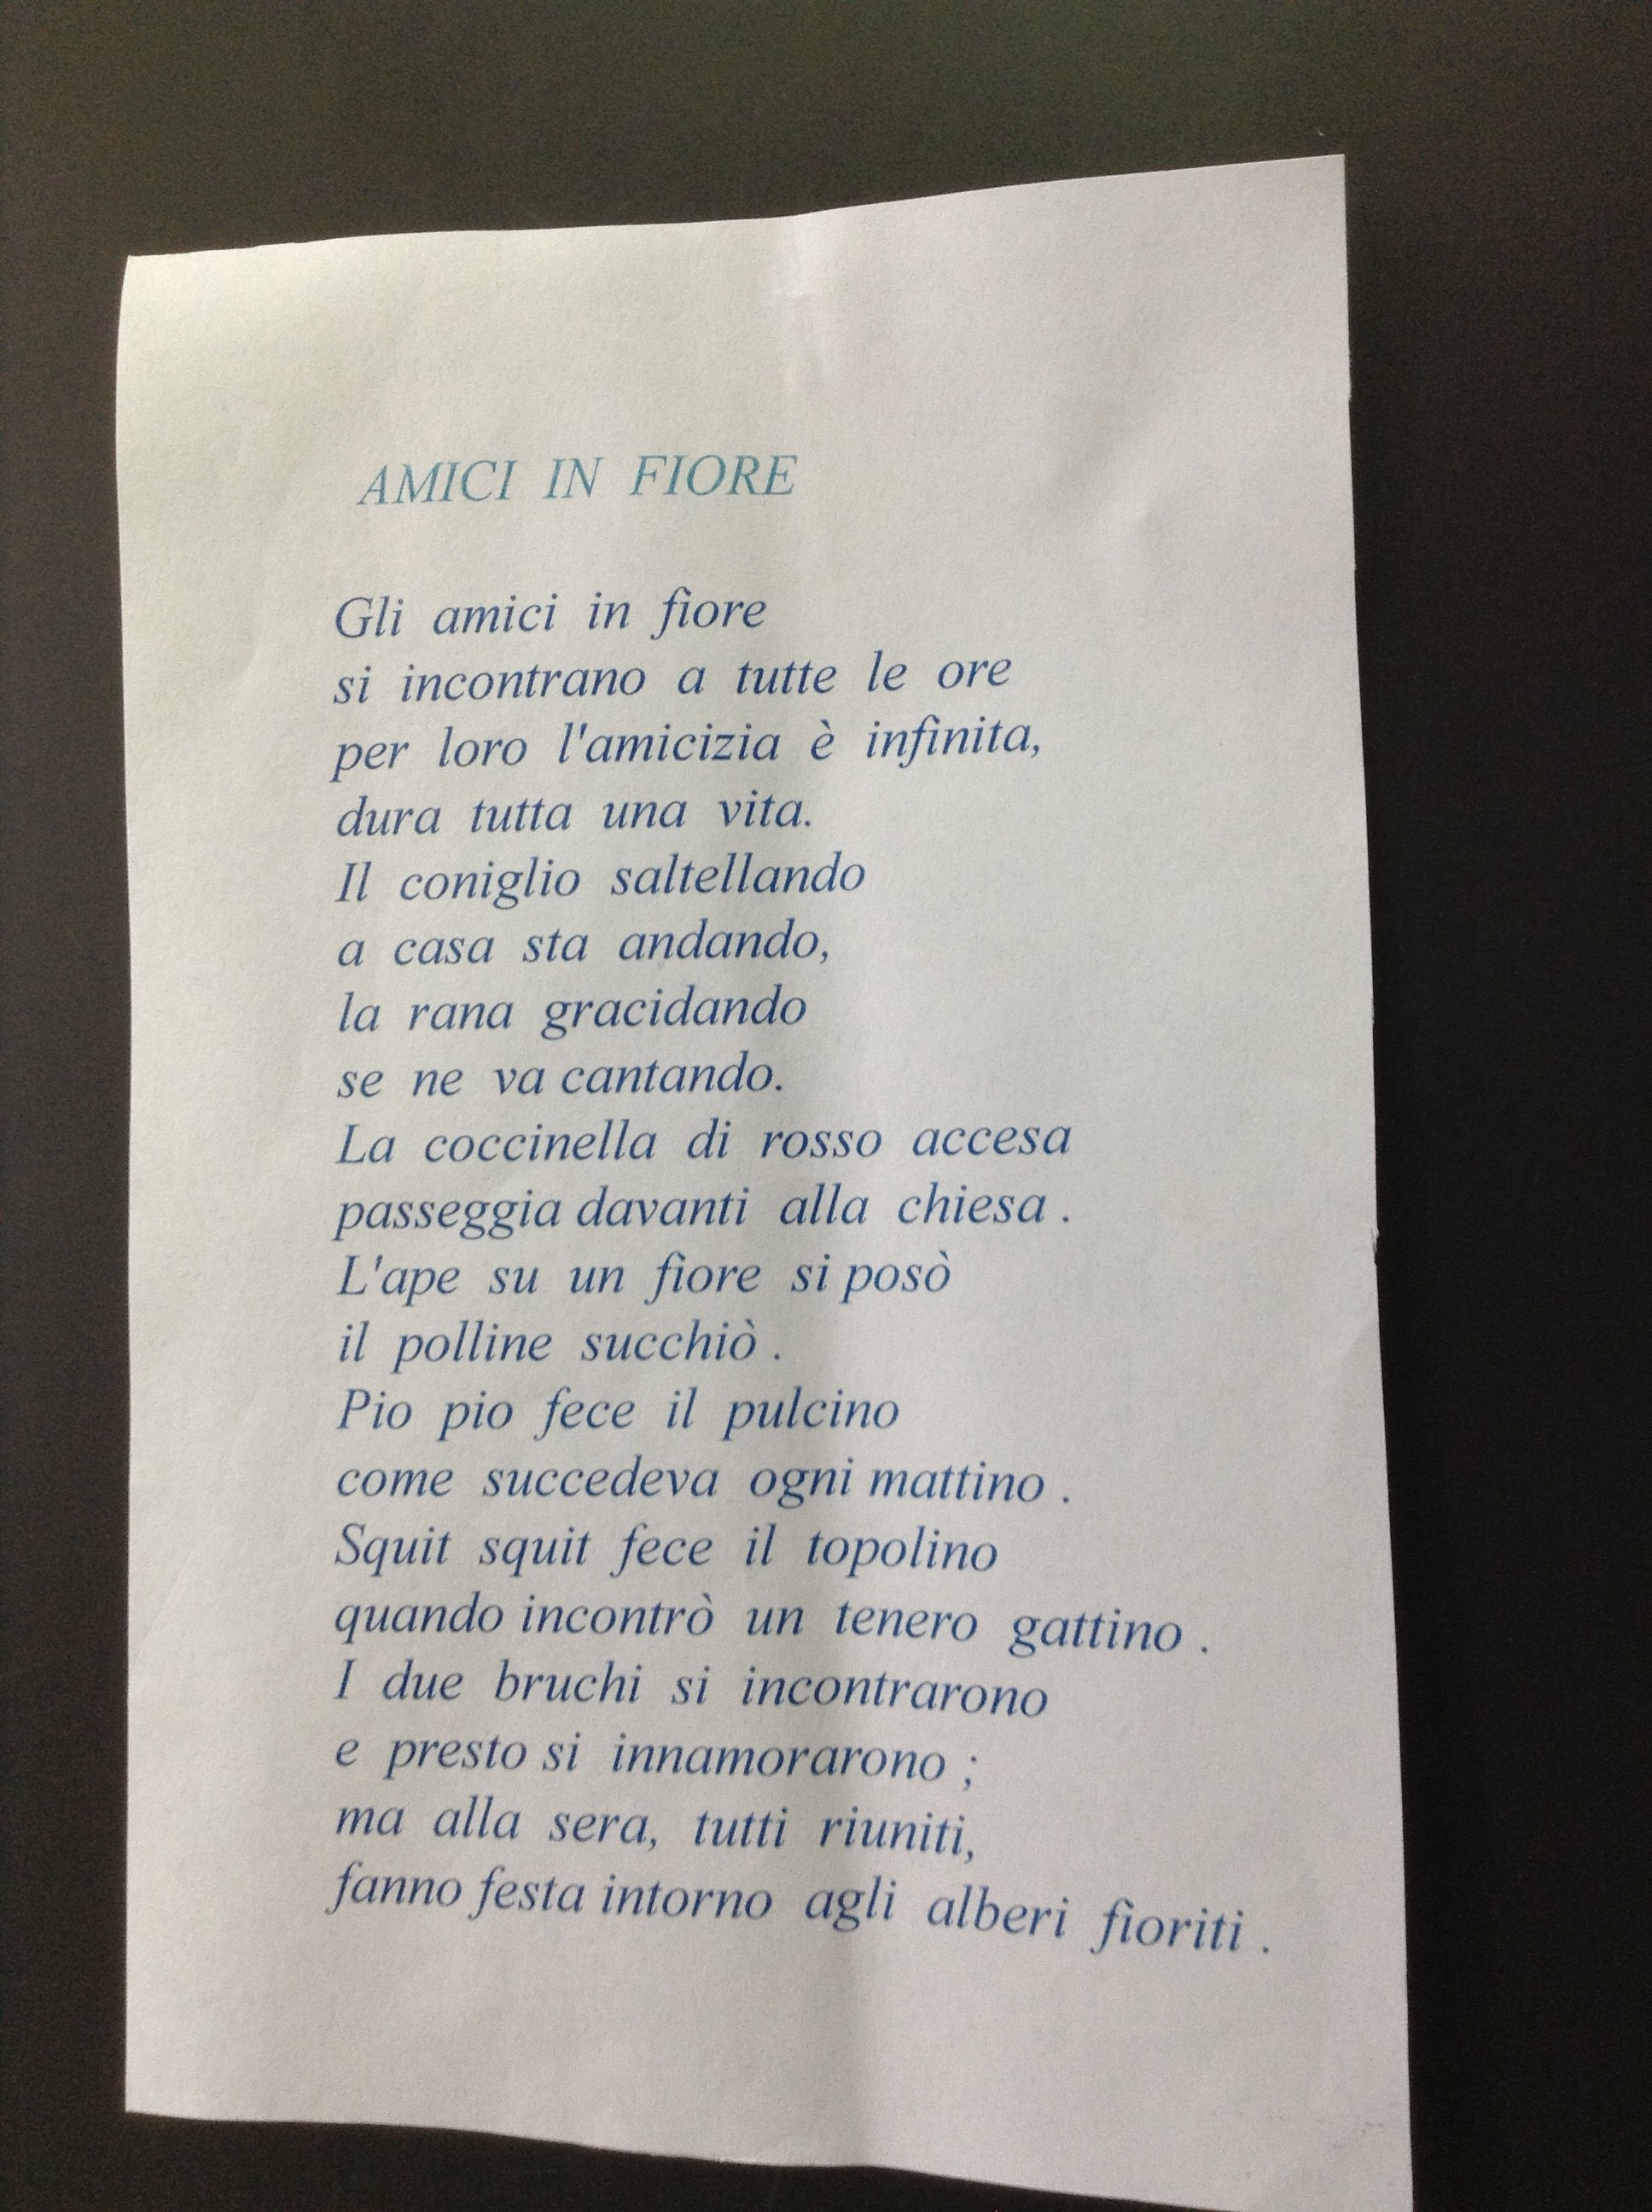 AMICI IN FIORE
Gli amici in fiore
si incontrano a tutte le ore
per loro l'amicizia è infinita,
dura tutta una vita.
Il coniglio saltellando
a casa sta andando,
la rana gracidando
se ne va cantando.
La coccinella di rosso accesa
passeggia davanti alla chiesa .
L'ape su un fiore si posò
il polline succhiò .
Pio pio fece il pulcino
come succedeva ogni mattino .
Squit squit fece il topolino
quando incontrò un tenero gattino .
I due bruchi si incontrarono
e presto si innamorarono ;
ma alla sera, tutti riuniti,
fanno festa intorno agli alberi fioriti .